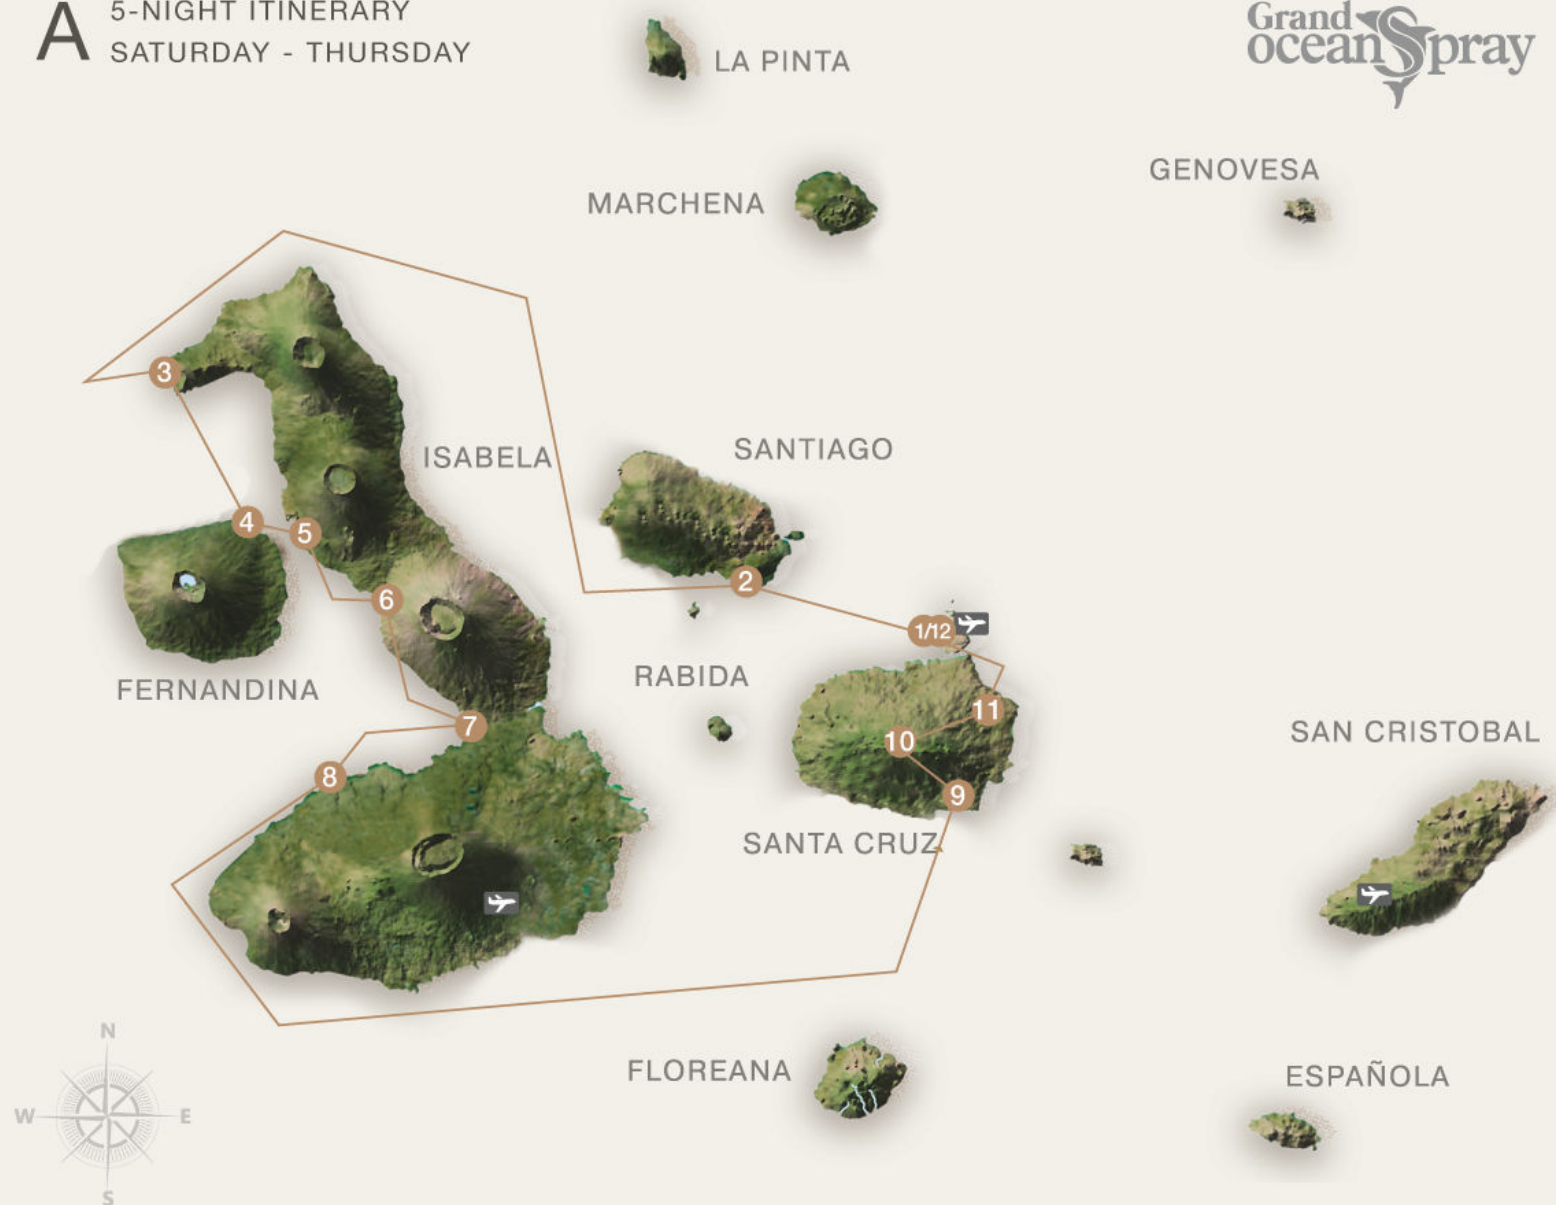 A
5-NIGHT ITINERARY
SATURDAY - THURSDAY
Grand
oceanSpray
LA PINTA
GENOVESA
MARCHENA
3
ISABELA
SANTIAGO
4
5
2
6
1/12
RABIDA
FERNANDINA
11
7
SAN CRISTOBAL
10
8
9
SANTA CRUZ
N
FLOREANA
ESPAÑOLA
W
E
S